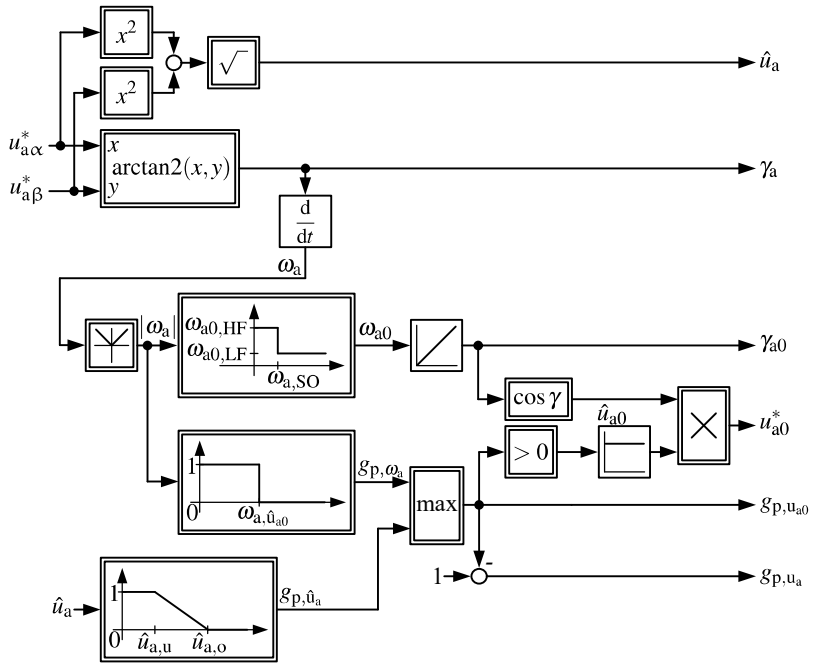 x²
√
û_a
x²
u*_aα
x
arctan2(x, y)
γ_a
u*_aβ
y
d
dt
ω_a
|ω_a|
ω_a0,HF
ω_a0,LF
ω_a,SO
ω_a0
γ_a0
cos γ
û_a0
×
u*_a0
> 0
1
0
ω_a,û_a0
g_p,ω_a
max
g_p,u_a0
1
-
g_p,u_a
û_a
1
0
û_a,u
û_a,o
g_p,û_a